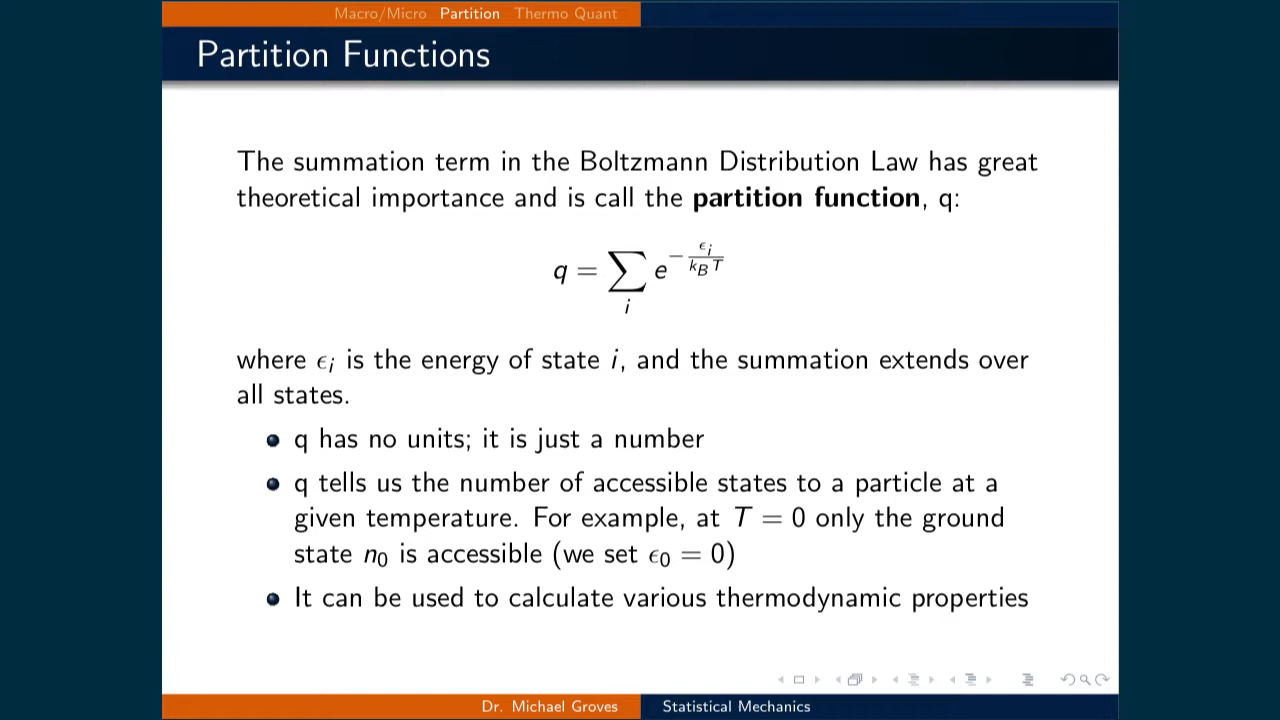 Macro/Micro Partition Thermo Quant
Partition Functions
The summation term in the Boltzmann Distribution Law has great
theoretical importance and is call the partition function, q:
q = ∑_i e^{-ϵ_i/(k_B T)}
where ϵ_i is the energy of state i, and the summation extends over
all states.
q has no units; it is just a number
q tells us the number of accessible states to a particle at a
given temperature. For example, at T = 0 only the ground
state n_0 is accessible (we set ϵ_0 = 0)
It can be used to calculate various thermodynamic properties
Dr. Michael Groves Statistical Mechanics